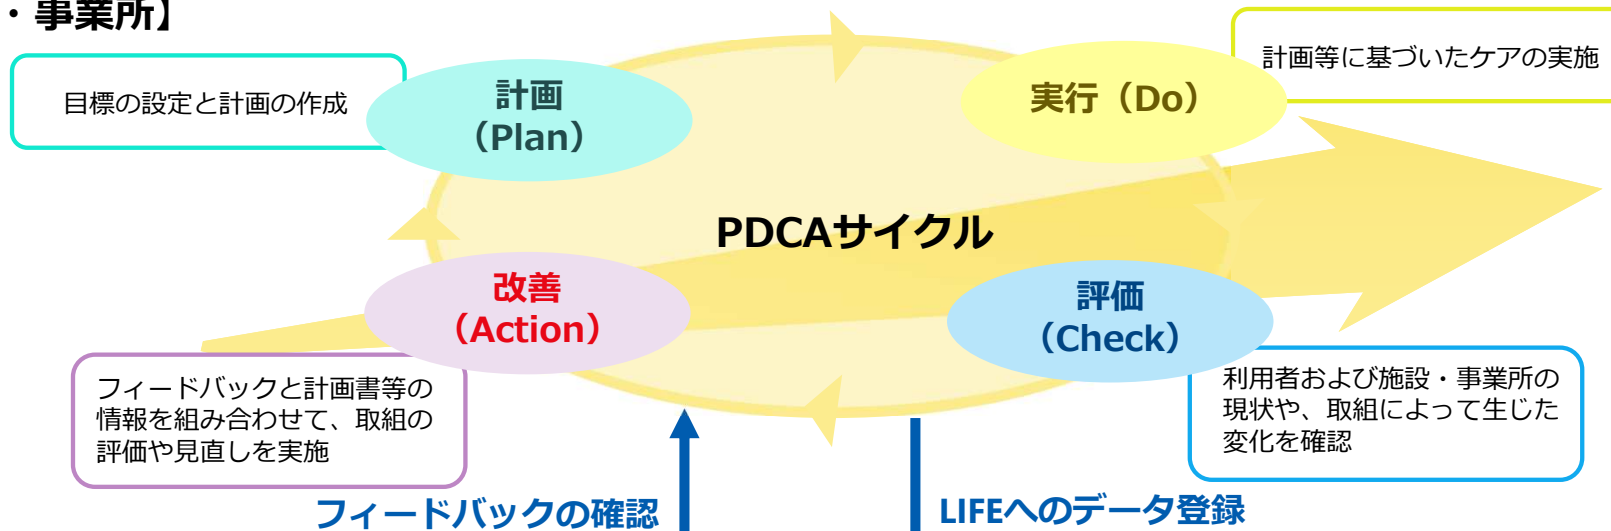 ・事業所】
目標の設定と計画の作成
計画
（Plan）
実行（Do）
計画等に基づいたケアの実施
PDCAサイクル
改善
（Action）
評価
（Check）
フィードバックと計画書等の
情報を組み合わせて、取組の
評価や見直しを実施
利用者および施設・事業所の
現状や、取組によって生じた
変化を確認
フィードバックの確認
LIFEへのデータ登録